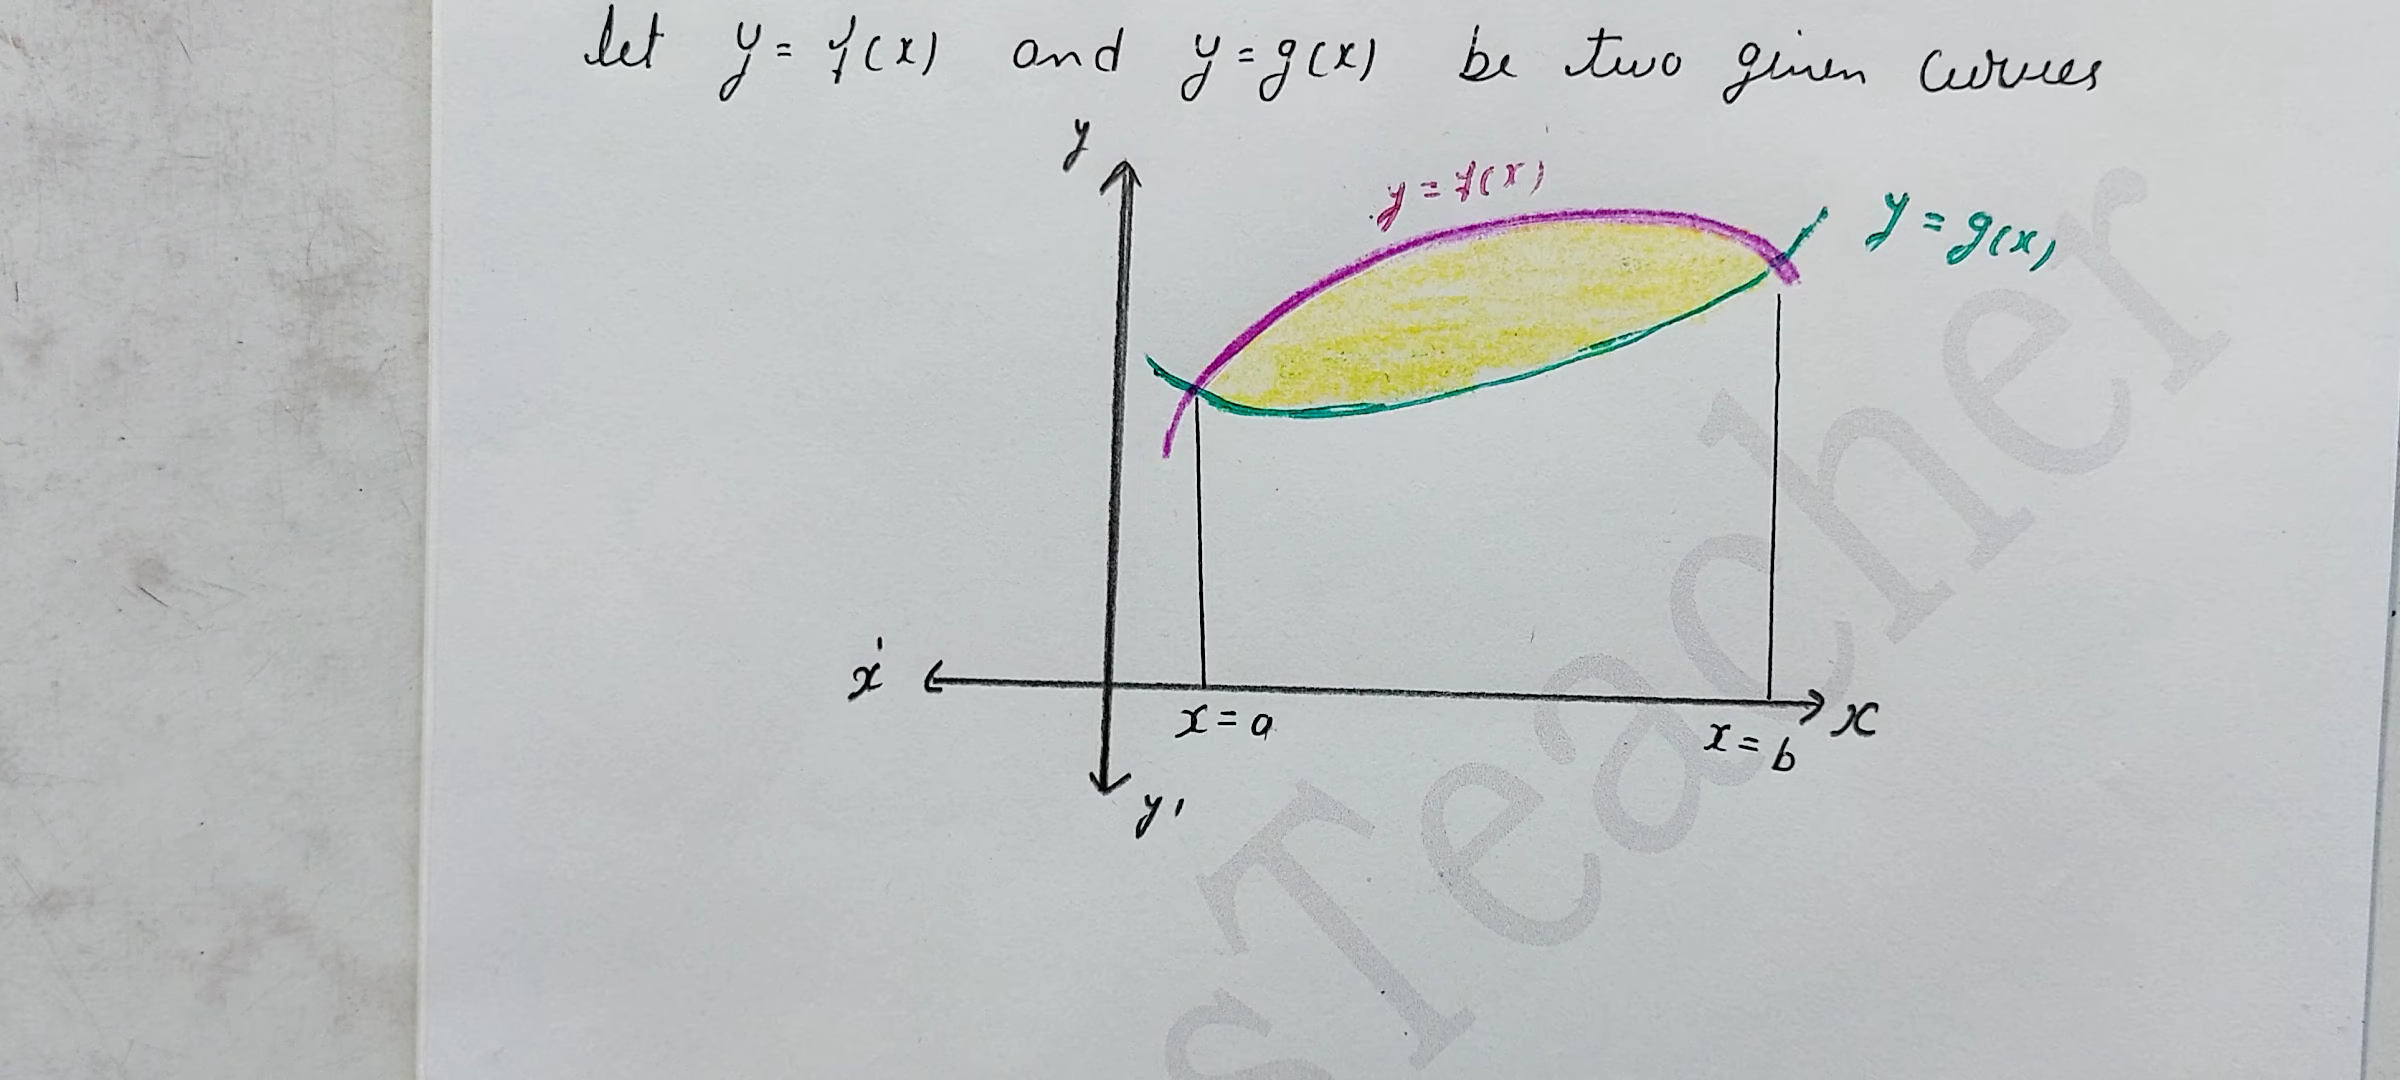 let y = f(x) and y = g(x) be two given curves
y
y = f(x)
y = g(x)
x'
x = a
x = b
x
y'
sTeacher